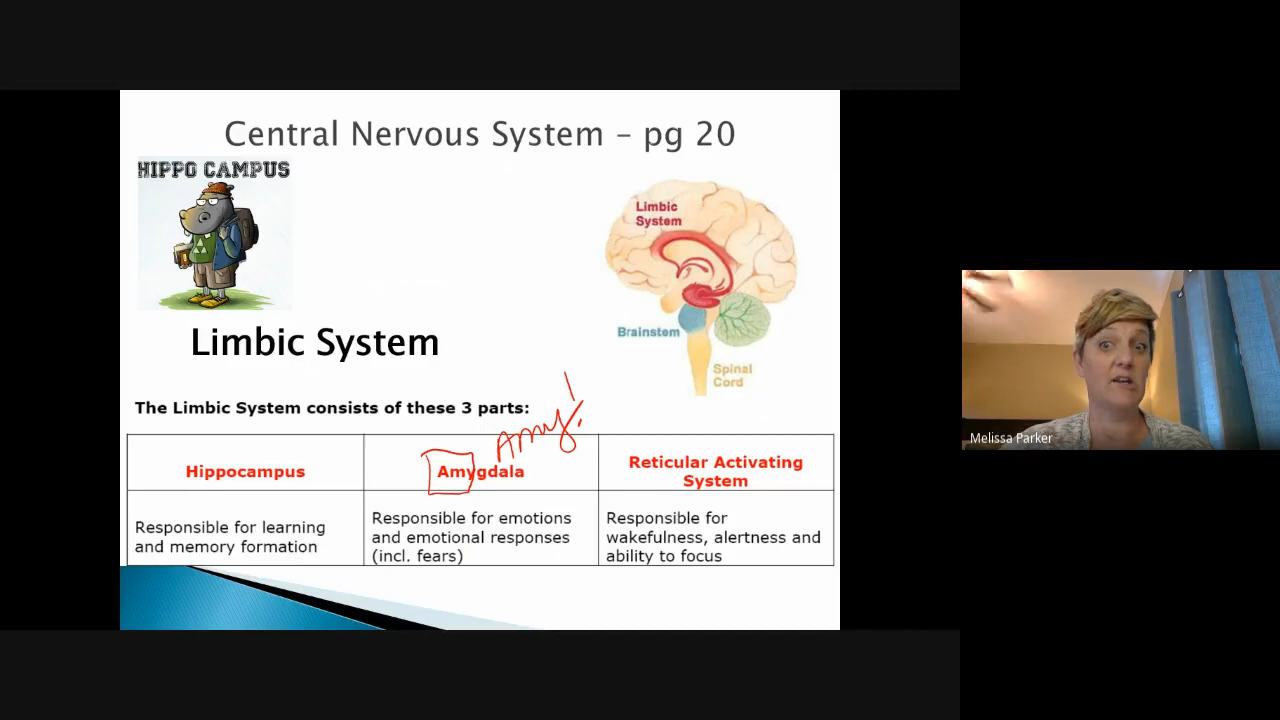 Central Nervous System – pg 20
HIPPO CAMPUS
Limbic
System
Brainstem
Spinal
Cord
Limbic System
The Limbic System consists of these 3 parts:
Amy!
Hippocampus
Amygdala
Reticular Activating
System
Responsible for learning
and memory formation
Responsible for emotions
and emotional responses
(incl. fears)
Responsible for
wakefulness, alertness and
ability to focus
Melissa Parker